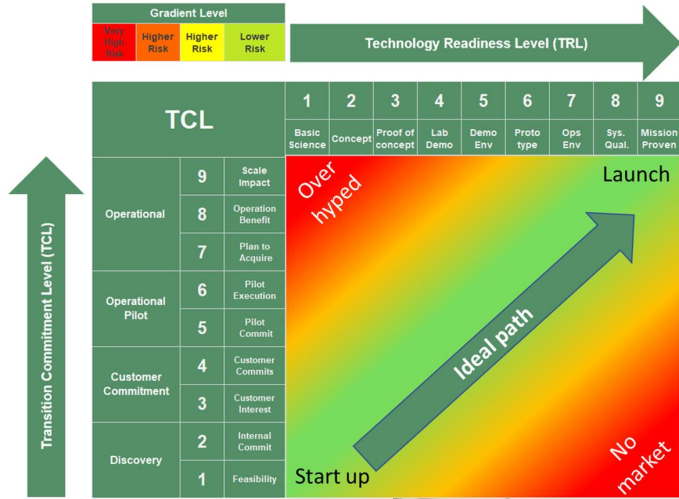 Gradient Level
Very
High
Risk
Higher
Risk
Higher
Risk
Lower
Risk
Technology Readiness Level (TRL)
TCL
1
2
3
4
5
6
7
8
9
Basic
Science
Concept
Proof of
concept
Lab
Demo
Demo
Env
Proto
type
Ops
Env
Sys.
Qual.
Mission
Proven
Transition Commitment Level (TCL)
Operational
9
Scale
Impact
8
Operation
Benefit
7
Plan to
Acquire
Operational
Pilot
6
Pilot
Execution
5
Pilot
Commit
Customer
Commitment
4
Customer
Commits
3
Customer
Interest
Discovery
2
Internal
Commit
1
Feasibility
Over
hyped
Launch
Ideal path
Start up
No
market